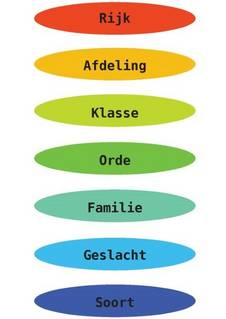 Rijk
Afdeling
Klasse
Orde
Familie
Geslacht
Soort